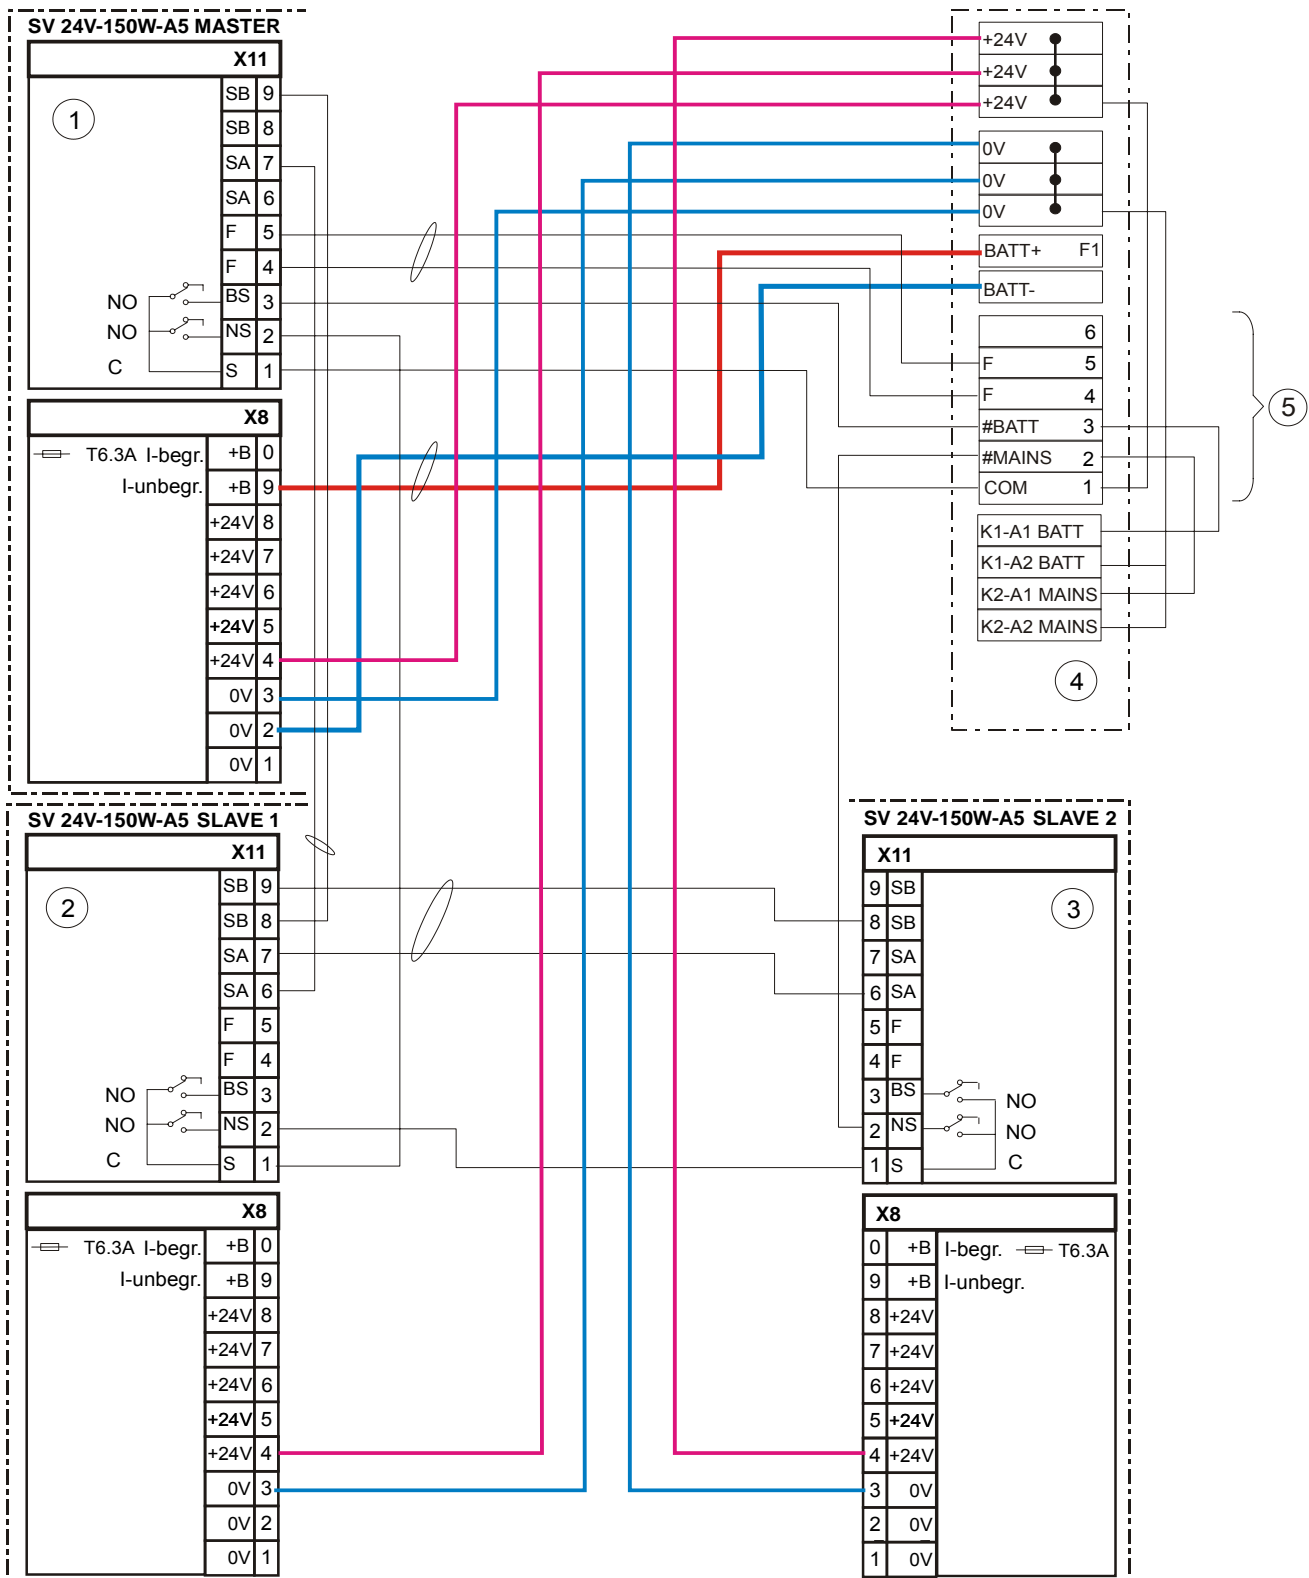 SV 24V-150W-A5 MASTER
X11
1
SB 9
SB 8
SA 7
SA 6
F 5
F 4
NO BS 3
NO NS 2
C S 1
X8
T6.3A I-begr. +B 0
I-unbegr. +B 9
+24V 8
+24V 7
+24V 6
+24V 5
+24V 4
0V 3
0V 2
0V 1
+24V
+24V
+24V
0V
0V
0V
BATT+ F1
BATT-
6
F 5
F 4
#BATT 3
#MAINS 2
COM 1
5
K1-A1 BATT
K1-A2 BATT
K2-A1 MAINS
K2-A2 MAINS
4
SV 24V-150W-A5 SLAVE 1
X11
2
SB 9
SB 8
SA 7
SA 6
F 5
F 4
NO BS 3
NO NS 2
C S 1
X8
T6.3A I-begr. +B 0
I-unbegr. +B 9
+24V 8
+24V 7
+24V 6
+24V 5
+24V 4
0V 3
0V 2
0V 1
SV 24V-150W-A5 SLAVE 2
X11
3
9 SB
8 SB
7 SA
6 SA
5 F
4 F
3 BS NO
2 NS NO
1 S C
X8
0 +B I-begr. T6.3A
9 +B I-unbegr.
8 +24V
7 +24V
6 +24V
5 +24V
4 +24V
3 0V
2 0V
1 0V